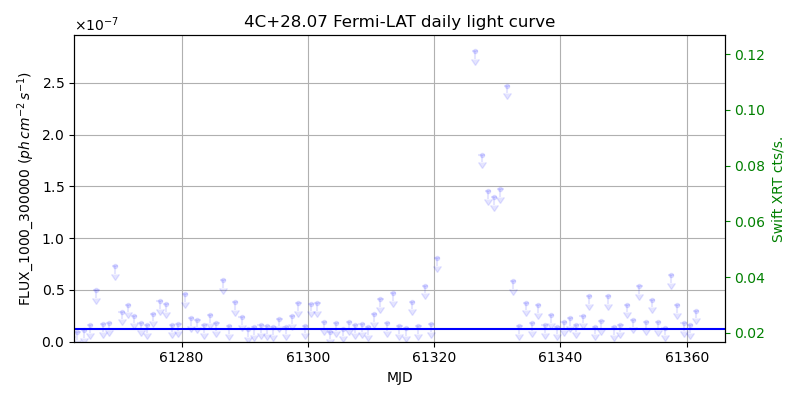 4C+28.07 Fermi-LAT daily light curve
×10⁻⁷
FLUX_1000_300000 (ph cm⁻² s⁻¹)
2.5
2.0
1.5
1.0
0.5
0.0
0.12
0.10
0.08
0.06
0.04
0.02
Swift XRT cts/s.
61280 61300 61320 61340 61360
MJD